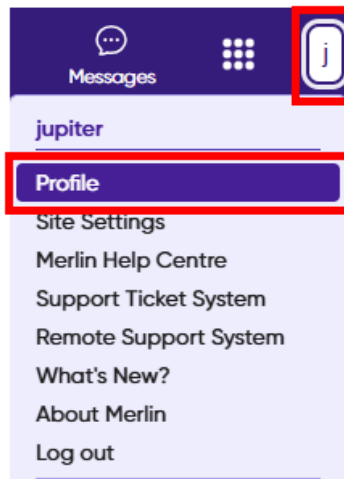 Messages
j
jupiter
Profile
Site Settings
Merlin Help Centre
Support Ticket System
Remote Support System
What's New?
About Merlin
Log out